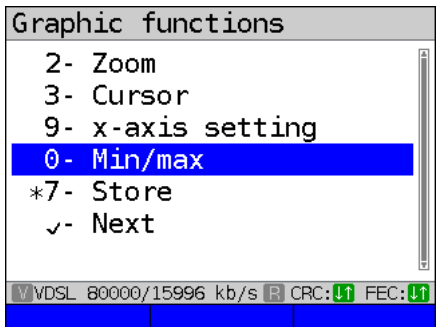 Graphic functions
2- Zoom
3- Cursor
9- x-axis setting
0- Min/max
*7- Store
✓- Next
V VDSL 80000/15996 kb/s R CRC:↓↑ FEC:↓↑